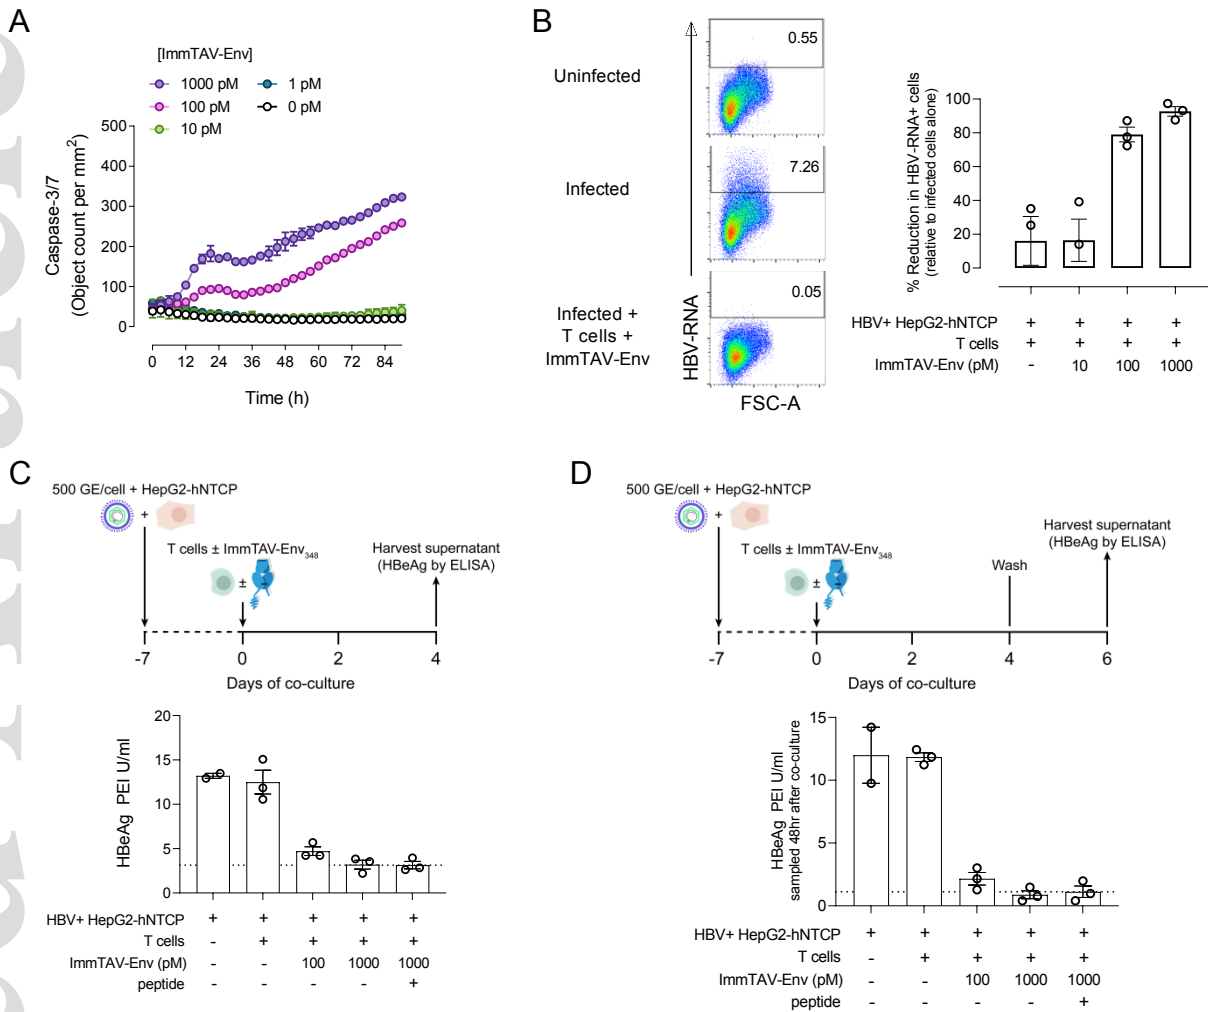 A
[ImmTAV-Env]
1000 pM
1 pM
100 pM
0 pM
10 pM
Caspase-3/7
(Object count per mm²)
500
400
300
200
100
0
0 12 24 36 48 60 72 84
Time (h)
B
Uninfected
0.55
Infected
7.26
Infected +
T cells +
ImmTAV-Env
0.05
HBV-RNA
FSC-A
% Reduction in HBV-RNA+ cells
(relative to infected cells alone)
100
80
60
40
20
0
HBV+ HepG2-hNTCP + + + +
T cells + + + +
ImmTAV-Env (pM) - 10 100 1000
C
500 GE/cell + HepG2-hNTCP
+
T cells ± ImmTAV-Env348
±
Harvest supernatant
(HBeAg by ELISA)
-7 0 2 4
Days of co-culture
HBeAg PEI U/ml
20
15
10
5
0
HBV+ HepG2-hNTCP + + + + +
T cells - + + + +
ImmTAV-Env (pM) - - 100 1000 1000
peptide - - - - +
D
500 GE/cell + HepG2-hNTCP
+
T cells ± ImmTAV-Env348
±
Wash
Harvest supernatant
(HBeAg by ELISA)
-7 0 2 4 6
Days of co-culture
HBeAg PEI U/ml
sampled 48hr after co-culture
15
10
5
0
HBV+ HepG2-hNTCP + + + + +
T cells - + + + +
ImmTAV-Env (pM) - - 100 1000 1000
peptide - - - - +